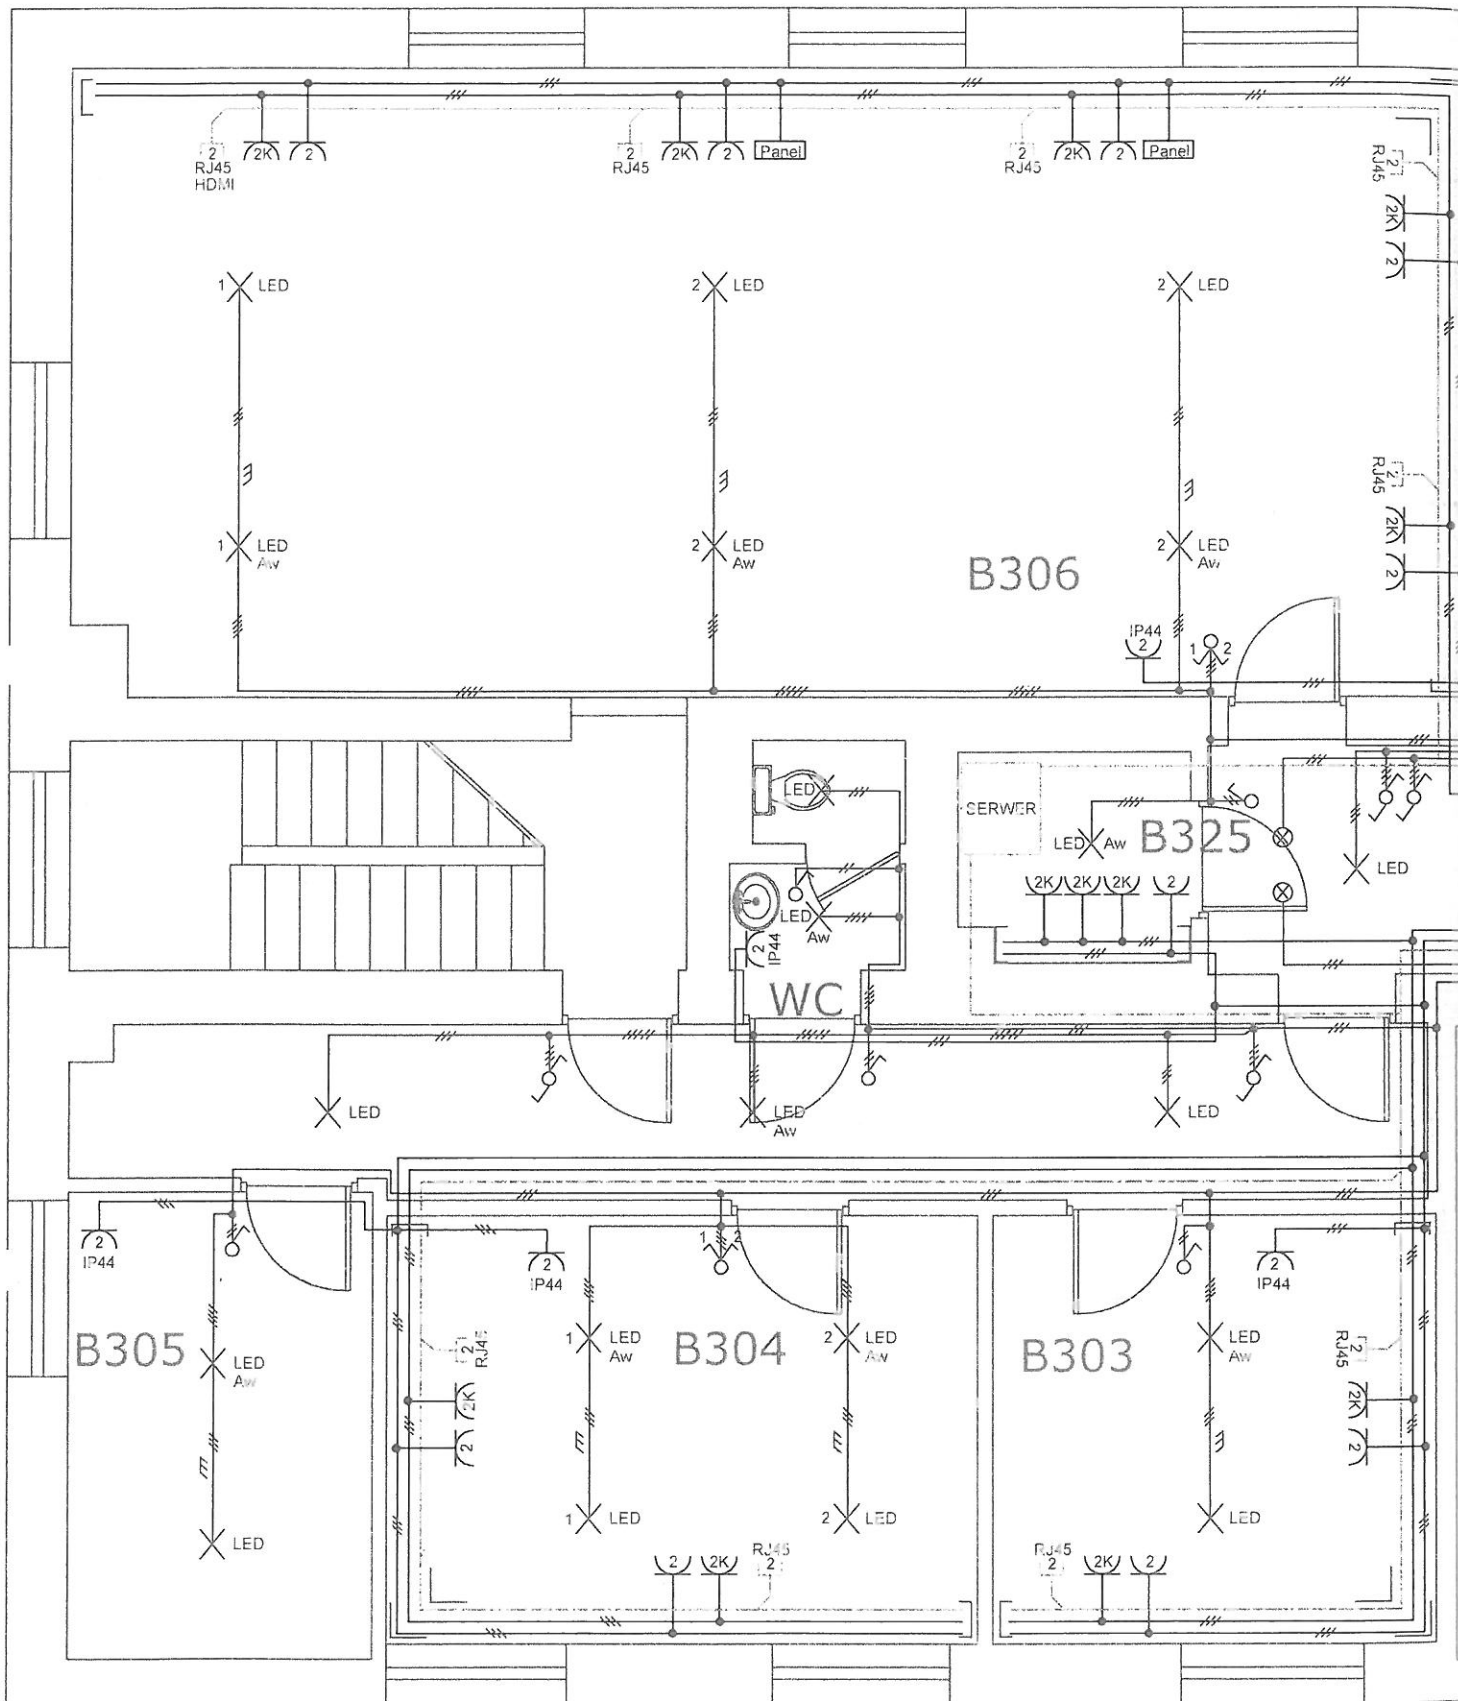 2 2K 2 2 2K 2 Panel 2 2K 2 Panel
RJ45 RJ45 RJ45
HDMI
2
RJ45
2K
2
1 LED 2 LED 2 LED
2
RJ45
2K
2
1 LED 2 LED 2 LED
Aw Aw Aw
B306
IP44
2
1 2
LED
SERWER
LED Aw
B325
LED
2K 2K 2K 2
LED
Aw
2
IP44
WC
LED LED LED
Aw
2
IP44
2
IP44
1 2
2
IP44
B305
LED
Aw
2
RJ45
1 LED
Aw
B304
2 LED
Aw
B303
LED
Aw
2
RJ45
2K
2
2K
2
LED
1 LED 2 LED
LED
2 2K
RJ45
2
RJ45
2
2K 2